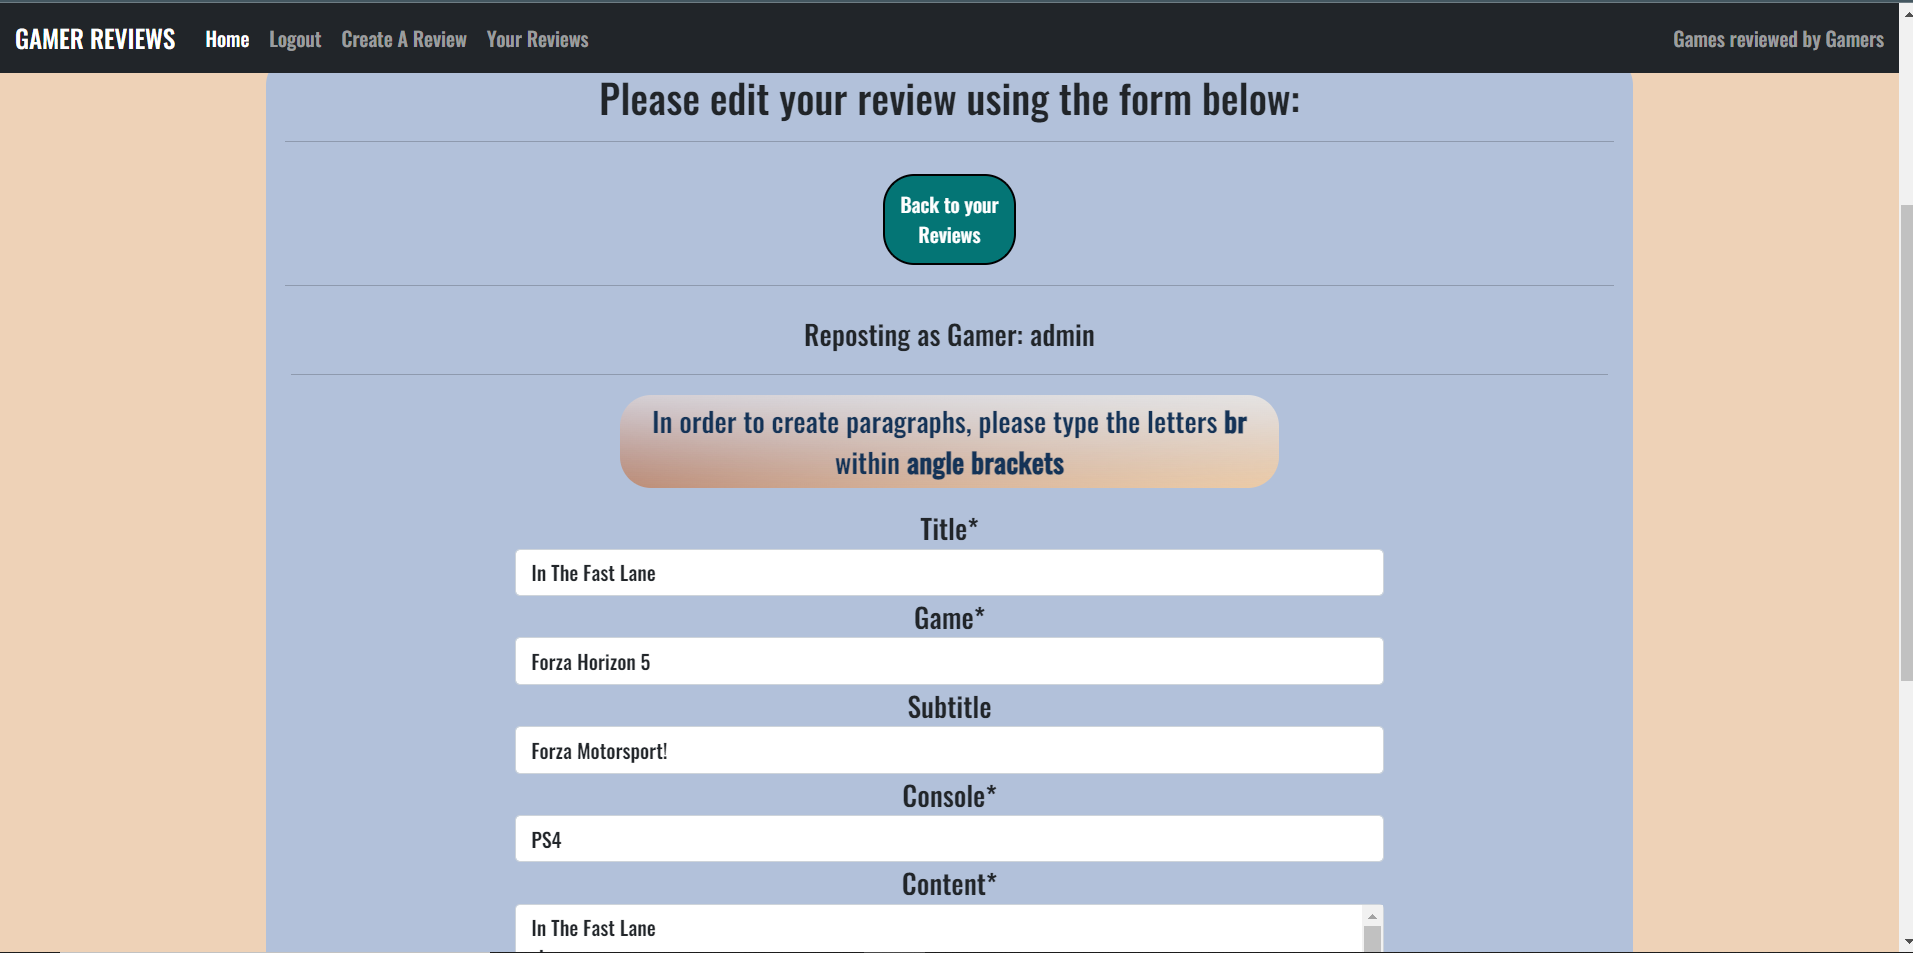 GAMER REVIEWS Home Logout Create A Review Your Reviews Games reviewed by Gamers
Please edit your review using the form below:
Back to your
Reviews
Reposting as Gamer: admin
In order to create paragraphs, please type the letters br
within angle brackets
Title*
In The Fast Lane
Game*
Forza Horizon 5
Subtitle
Forza Motorsport!
Console*
PS4
Content*
In The Fast Lane